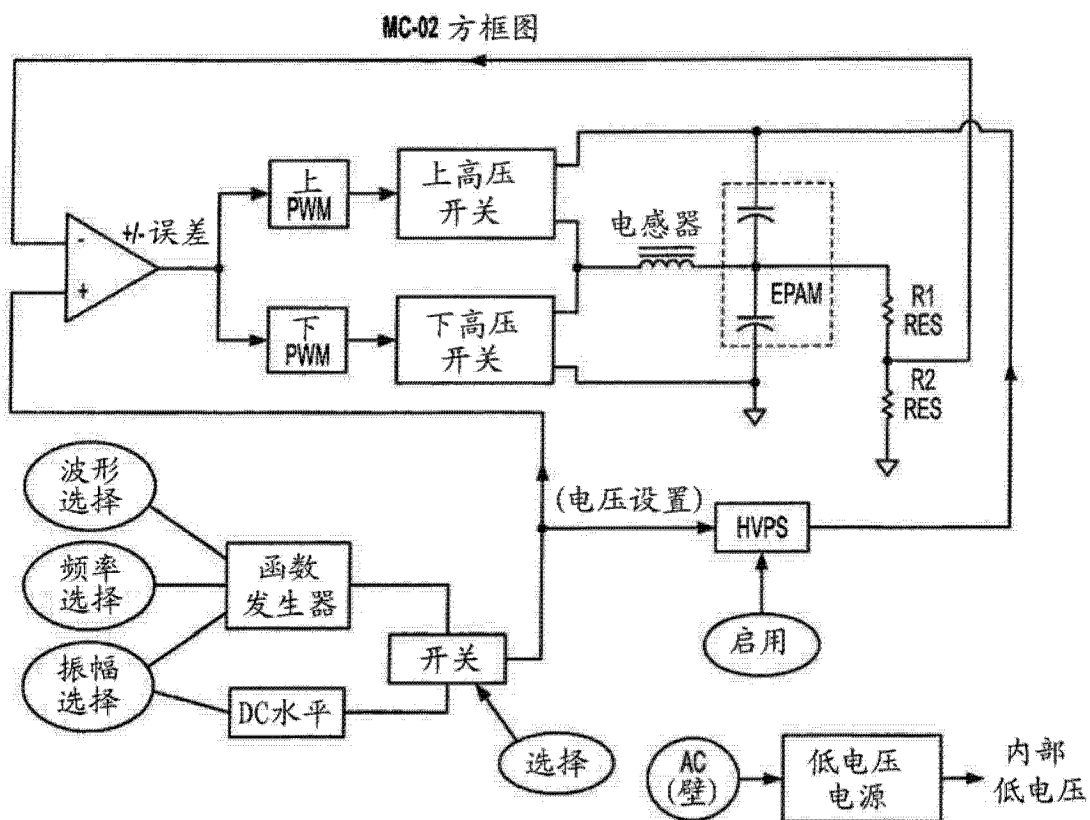 MC-02 方框图
上
PWM
上高压
开关
-
+/- 误差
+
电感器
EPAM
R1
RES
下
PWM
下高压
开关
R2
RES
波形
选择
(电压设置)
HVPS
频率
选择
函数
发生器
启用
开关
振幅
选择
DC水平
选择
AC
(壁)
低电压
电源
内部
低电压